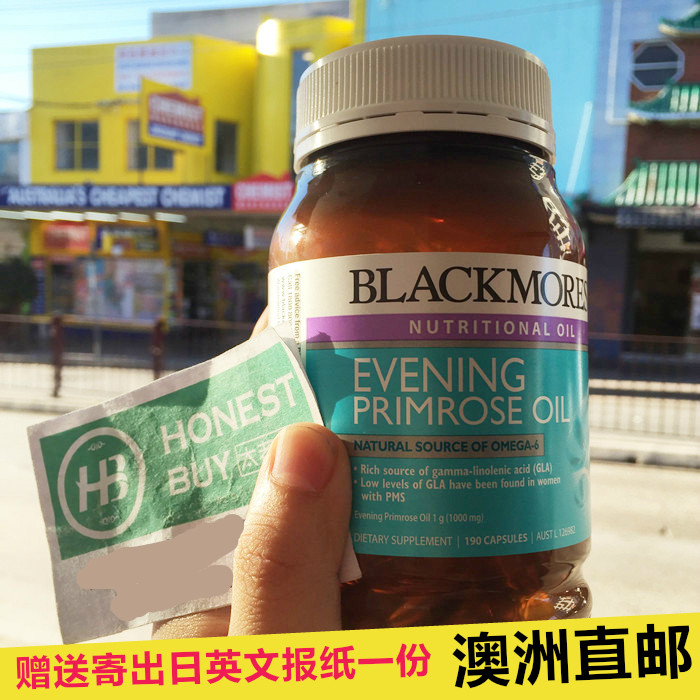 AUSTRALIA'S CHEAPEST CHEMIST
CHEMIST
BLACKMORES
NUTRITIONAL OIL
EVENING
PRIMROSE OIL
NATURAL SOURCE OF OMEGA-6
• Rich source of gamma-linolenic acid (GLA)
• Low levels of GLA have been found in women
with PMS
Evening Primrose Oil 1 g (1000 mg)
DIETARY SUPPLEMENT | 190 CAPSULES | AUST L 126982
HB
HONEST
BUY
赠送寄出日英文报纸一份
澳洲直邮